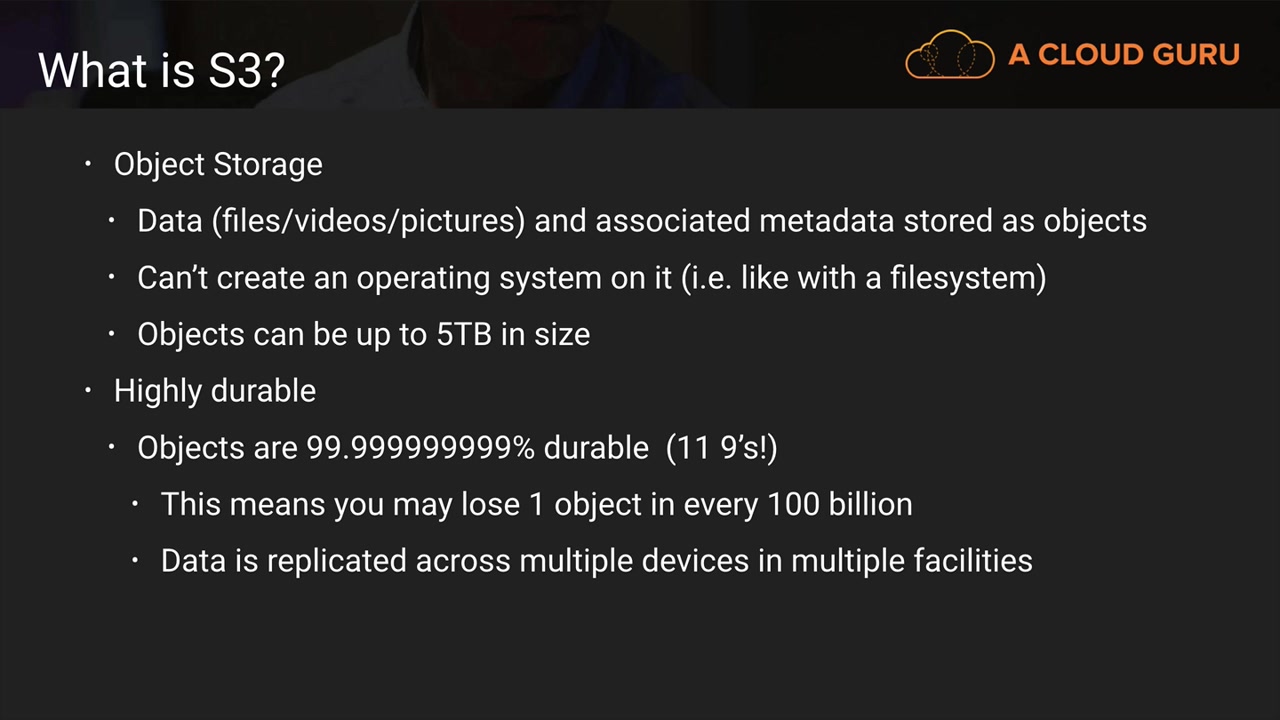 What is S3?
A CLOUD GURU
· Object Storage
· Data (files/videos/pictures) and associated metadata stored as objects
· Can’t create an operating system on it (i.e. like with a filesystem)
· Objects can be up to 5TB in size
· Highly durable
· Objects are 99.999999999% durable  (11 9’s!)
· This means you may lose 1 object in every 100 billion
· Data is replicated across multiple devices in multiple facilities